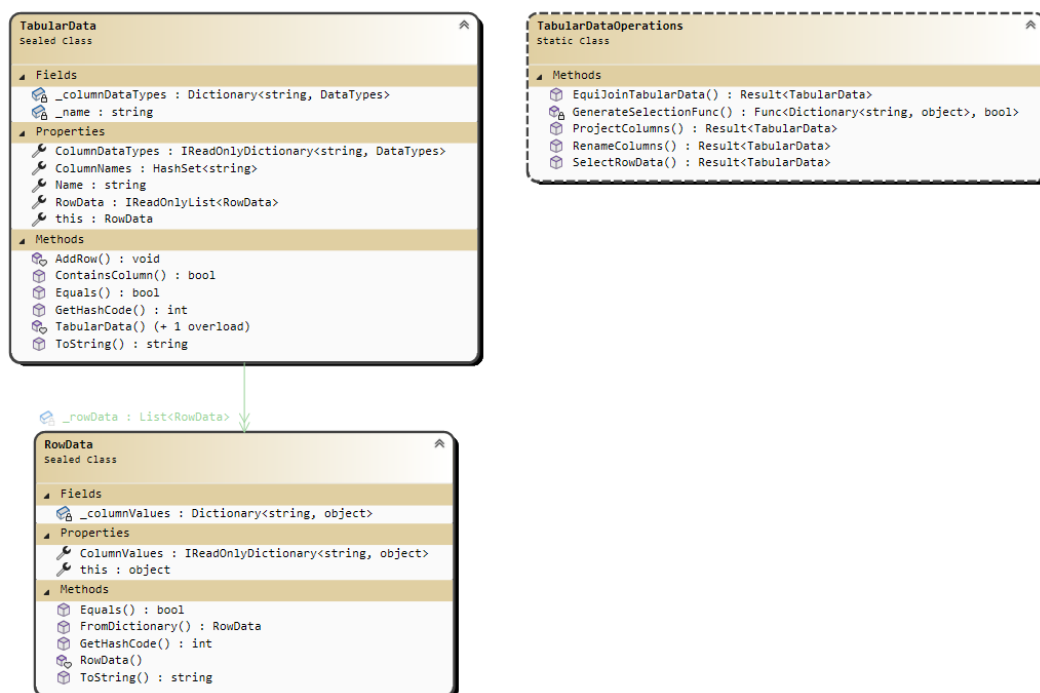 TabularData
Sealed Class
Fields
_columnDataTypes : Dictionary<string, DataTypes>
_name : string
Properties
ColumnDataTypes : IReadOnlyDictionary<string, DataTypes>
ColumnNames : HashSet<string>
Name : string
RowData : IReadOnlyList<RowData>
this : RowData
Methods
AddRow() : void
ContainsColumn() : bool
Equals() : bool
GetHashCode() : int
TabularData() (+ 1 overload)
ToString() : string
_rowData : List<RowData>
RowData
Sealed Class
Fields
_columnValues : Dictionary<string, object>
Properties
ColumnValues : IReadOnlyDictionary<string, object>
this : object
Methods
Equals() : bool
FromDictionary() : RowData
GetHashCode() : int
RowData()
ToString() : string
TabularDataOperations
Static Class
Methods
EquiJoinTabularData() : Result<TabularData>
GenerateSelectionFunc() : Func<Dictionary<string, object>, bool>
ProjectColumns() : Result<TabularData>
RenameColumns() : Result<TabularData>
SelectRowData() : Result<TabularData>